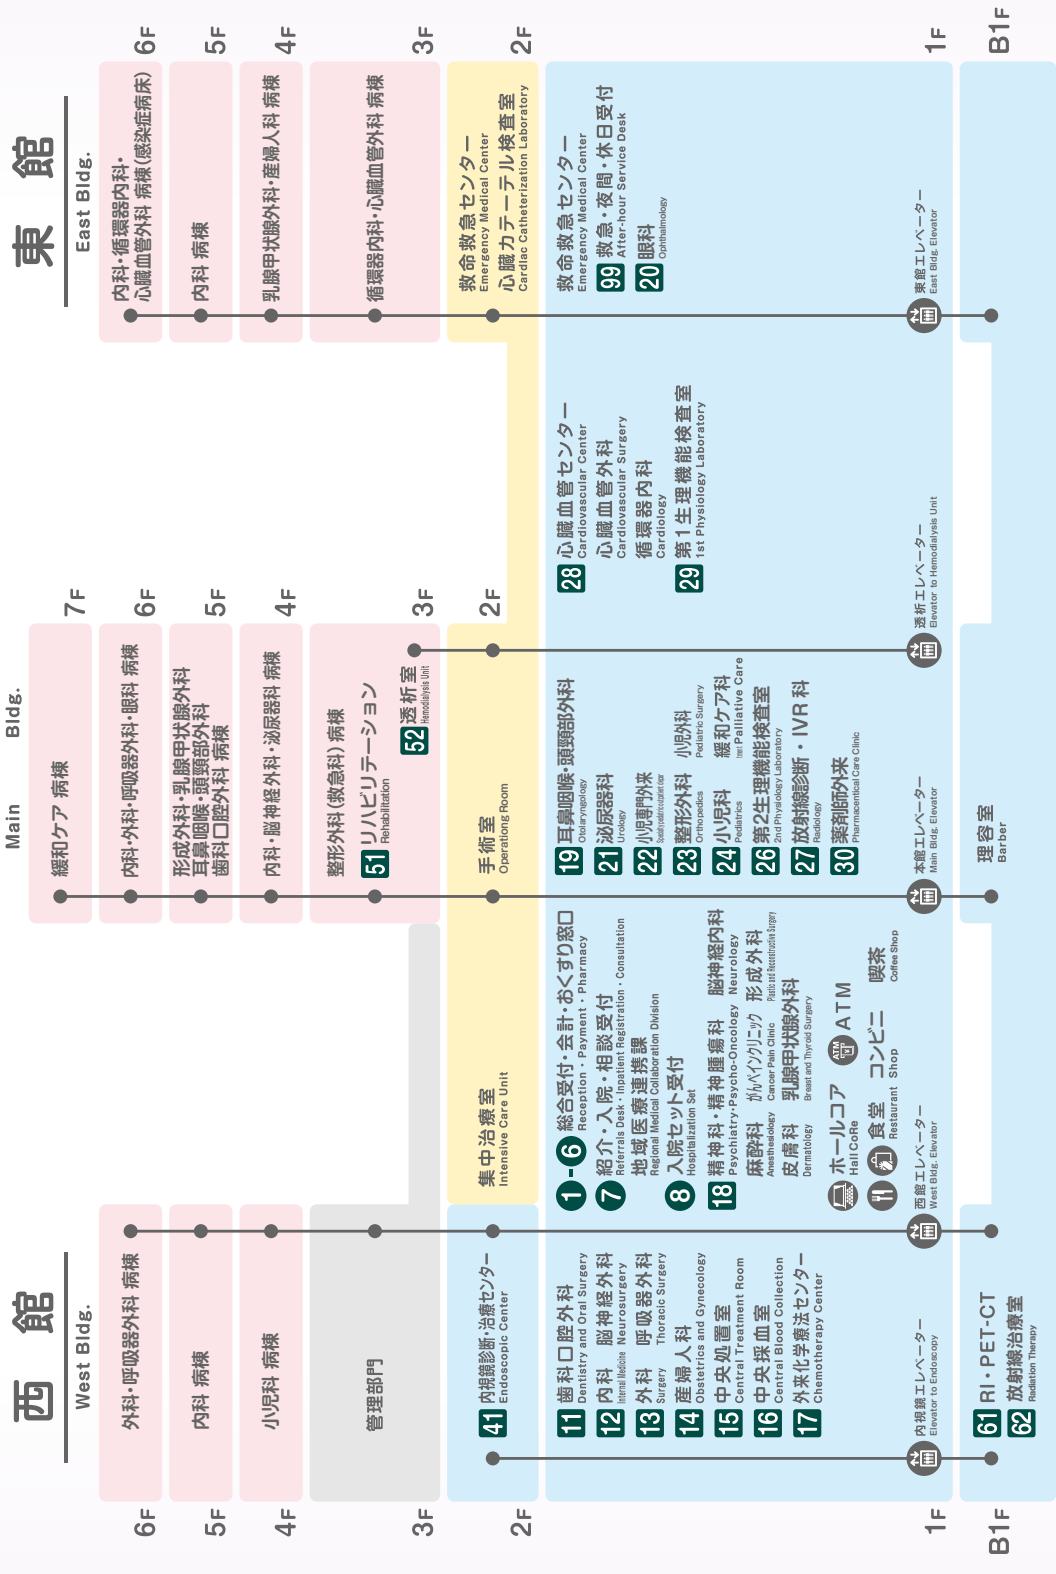 西館
West Bldg.
Main Bldg.
東館
East Bldg.
7F
緩和ケア 病棟
6F
外科・呼吸器外科 病棟
内科・外科・呼吸器外科・眼科 病棟
6F
内科・循環器内科・
心臓血管外科 病棟(感染症病床)
6F
5F
内科 病棟
形成外科・乳腺甲状腺外科
耳鼻咽喉・頭頸部外科
歯科口腔外科 病棟
5F
内科 病棟
5F
4F
小児科 病棟
内科・脳神経外科・泌尿器科 病棟
4F
乳腺甲状腺外科・産婦人科 病棟
4F
3F
管理部門
整形外科(救急科)病棟
51 リハビリテーション
Rehabilitation
52 透析室
Hemodialysis Unit
3F
循環器内科・心臓血管外科 病棟
3F
2F
41 内視鏡診断・治療センター
Endoscopic Center
集中治療室
Intensive Care Unit
手術室
Operationg Room
2F
救命救急センター
Emergency Medical Center
心臓カテーテル検査室
Cardlac Catheterization Laboratory
2F
1F
11 歯科口腔外科
Dentistry and Oral Surgery
12 内科 脳神経外科
Internal Medicine Neurosurgery
13 外科 呼吸器外科
Surgery Thoracic Surgery
14 産婦人科
Obstetrics and Gynecology
15 中央処置室
Central Treatment Room
16 中央採血室
Central Blood Collection
17 外来化学療法センター
Chemotherapy Center
1-6 総合受付・会計・おくすり窓口
Reception・Payment・Pharmacy
7 紹介・入院・相談受付
Referrals Desk・Inpatient Registration・Consultation
地域医療連携課
Regional Medical Collaboration Division
8 入院セット受付
Hospitalization Set
18 精神科・精神腫瘍科 脳神経内科
Psychiatry・Psycho-Oncology Neurology
麻酔科 がんペインクリニック 形成外科
Anesthesiology Cancer Pain Clinic Plastic and Reconstructive Surgery
皮膚科 乳腺甲状腺外科
Dermatology Breast and Thyroid Surgery
ホールコア
Hall CoRe
ATM ATM
食堂 コンビニ 喫茶
Restaurant Shop Coffee Shop
19 耳鼻咽喉・頭頸部外科
Otolaryngology
21 泌尿器科
Urology
22 小児専門外来
23 整形外科 小児外科
Orthopedics Pediatric Surgery
24 小児科 緩和ケア科
Pediatrics Palliative Care
26 第2生理機能検査室
2nd Physiology Laboratory
27 放射線診断・IVR科
Radiology
30 薬剤師外来
Pharmaceutical Care Clinic
28 心臓血管センター
Cardiovascular Center
心臓血管外科
Cardiovascular Surgery
循環器内科
Cardiology
29 第1生理機能検査室
1st Physiology Laboratory
救命救急センター
Emergency Medical Center
99 救急・夜間・休日受付
After-hour Service Desk
20 眼科
Ophthalmology
1F
内視鏡エレベーター
Elevator to Endoscopy
西館エレベーター
West Bldg. Elevator
本館エレベーター
Main Bldg. Elevator
透析エレベーター
Elevator to Hemodialysis Unit
東館エレベーター
East Bldg. Elevator
B1F
61 RI・PET-CT
62 放射線治療室
Radiation Therapy
理容室
Barber
B1F